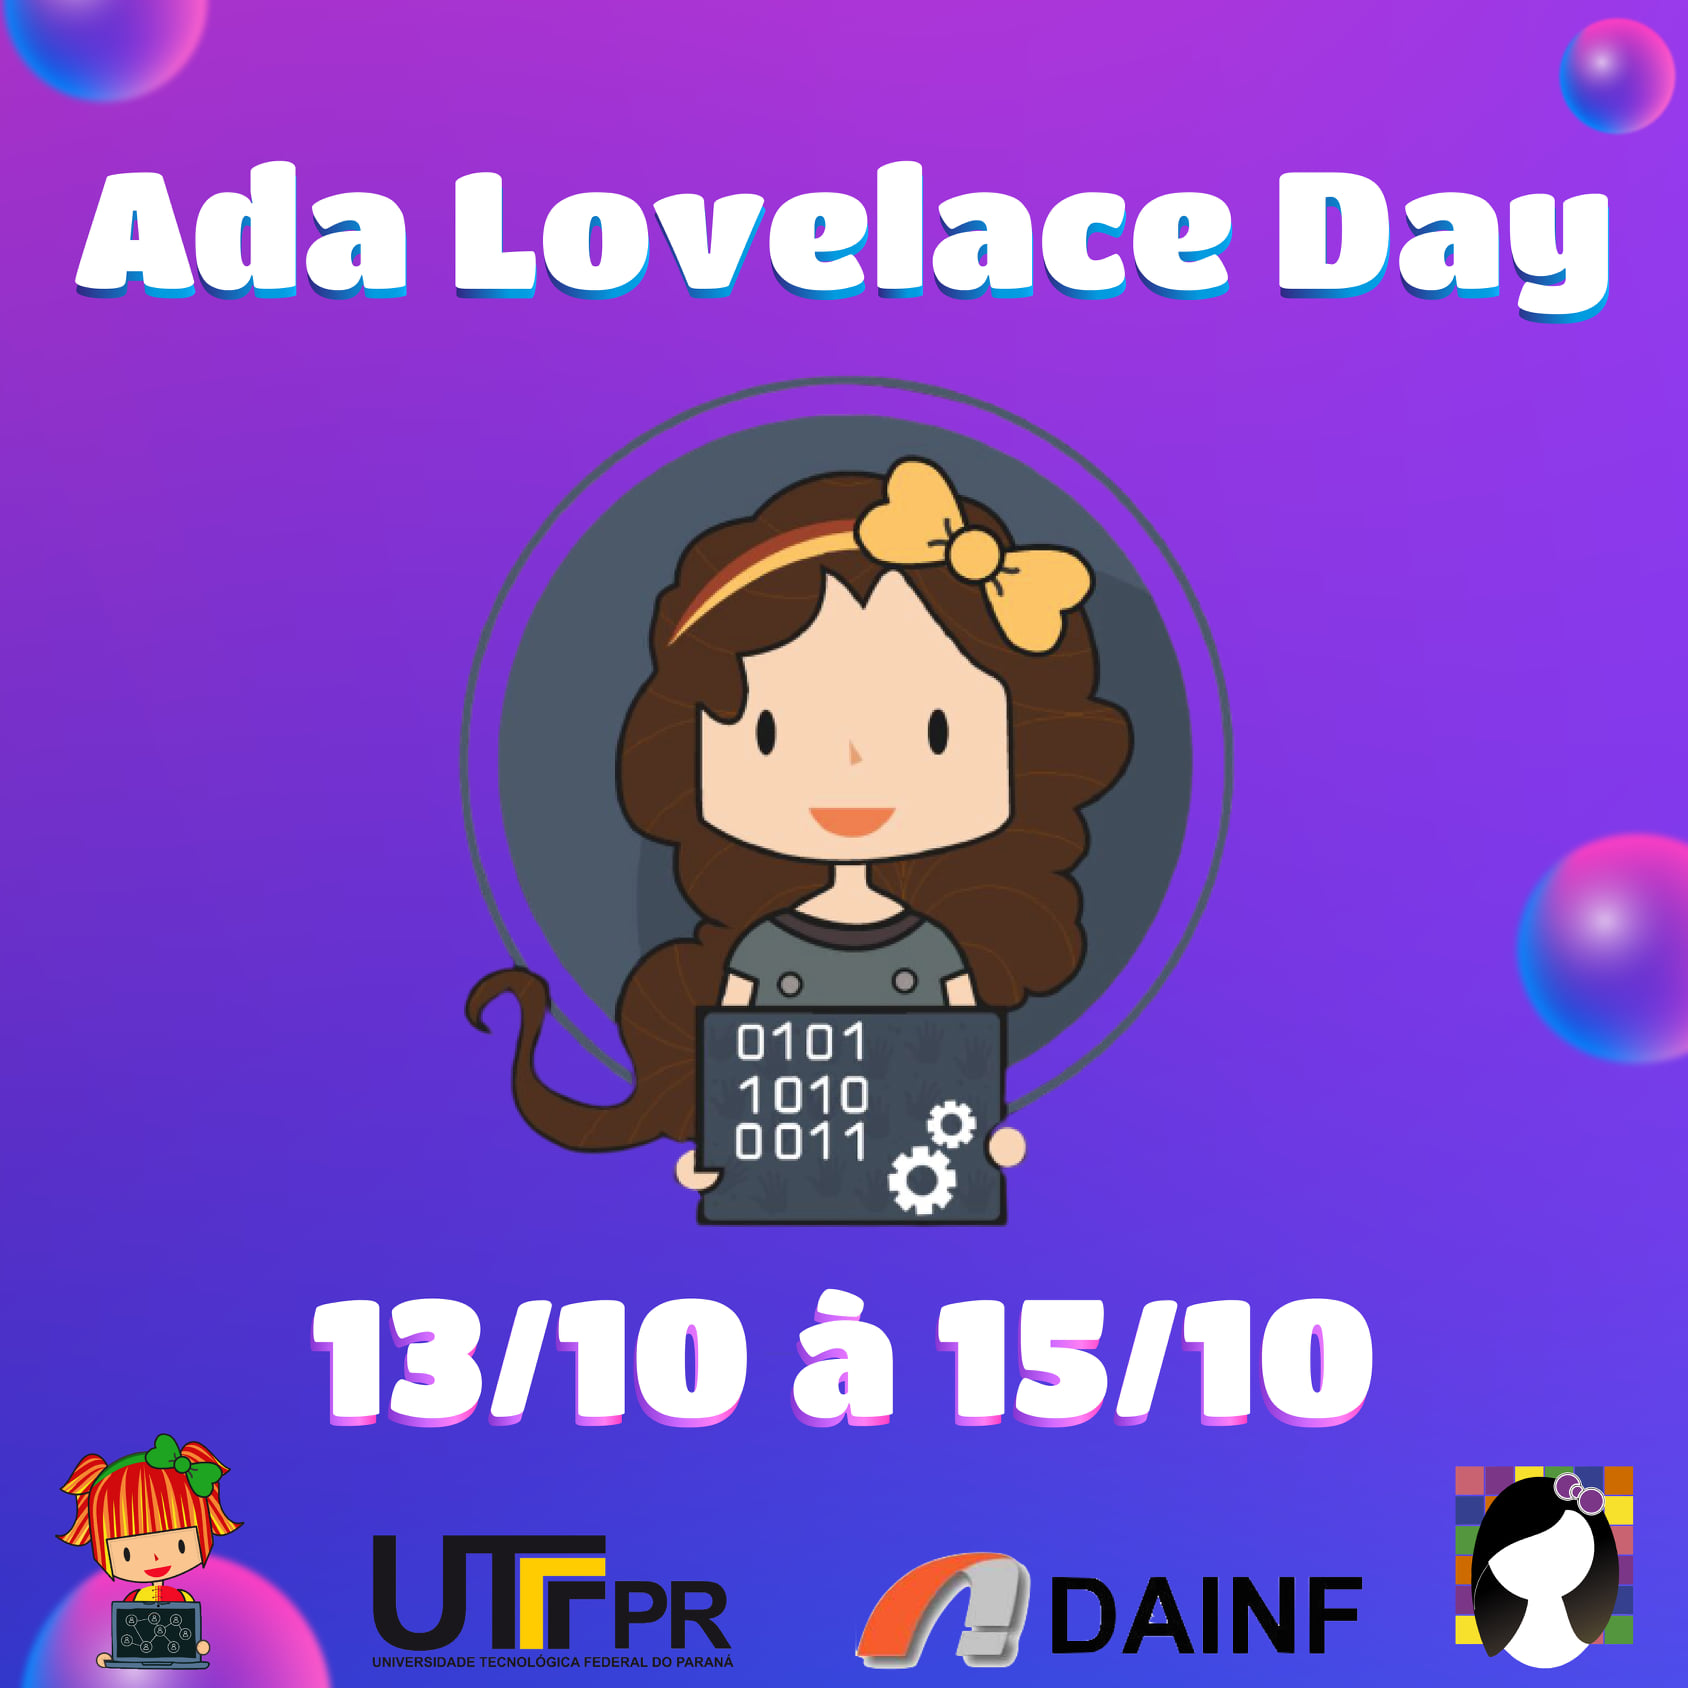 Ada Lovelace Day
0101
1010
0011
13/10 à 15/10
UTFPR
UNIVERSIDADE TECNOLÓGICA FEDERAL DO PARANÁ
DAINF